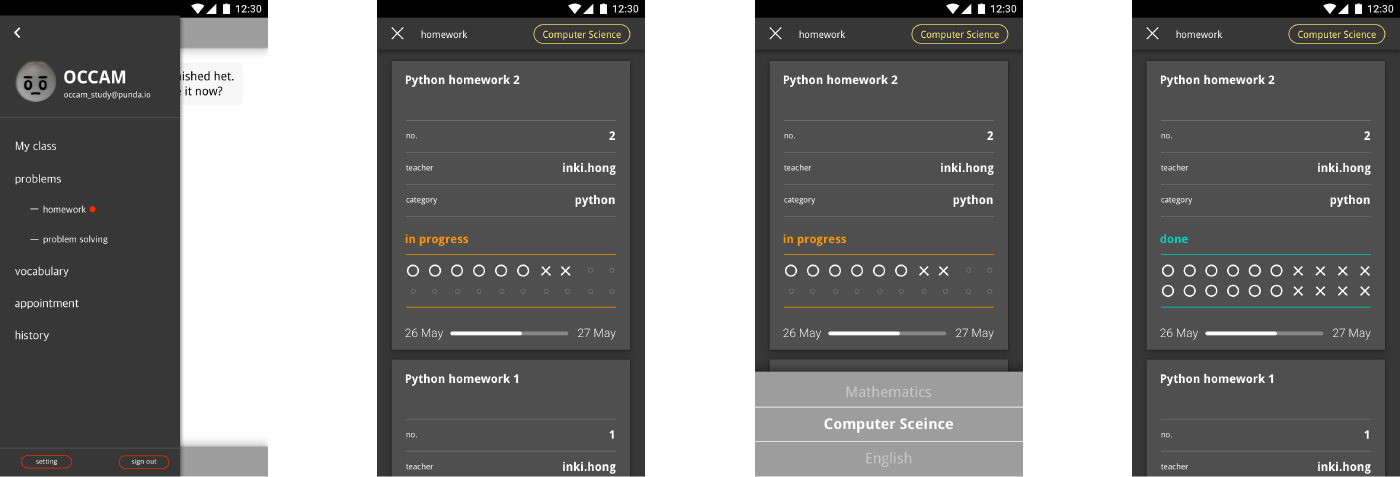 12:30
OCCAM
occam_study@punda.io
ished het.
it now?
My class
problems
— homework
— problem solving
vocabulary
appointment
history
setting
sign out
12:30
homework
Computer Science
Python homework 2
no. 2
teacher inki.hong
category python
in progress
26 May 27 May
Python homework 1
no. 1
teacher inki.hong
12:30
homework
Computer Science
Python homework 2
no. 2
teacher inki.hong
category python
in progress
26 May 27 May
Mathematics
Computer Sceince
English
12:30
homework
Computer Science
Python homework 2
no. 2
teacher inki.hong
category python
done
26 May 27 May
Python homework 1
no. 1
teacher inki.hong